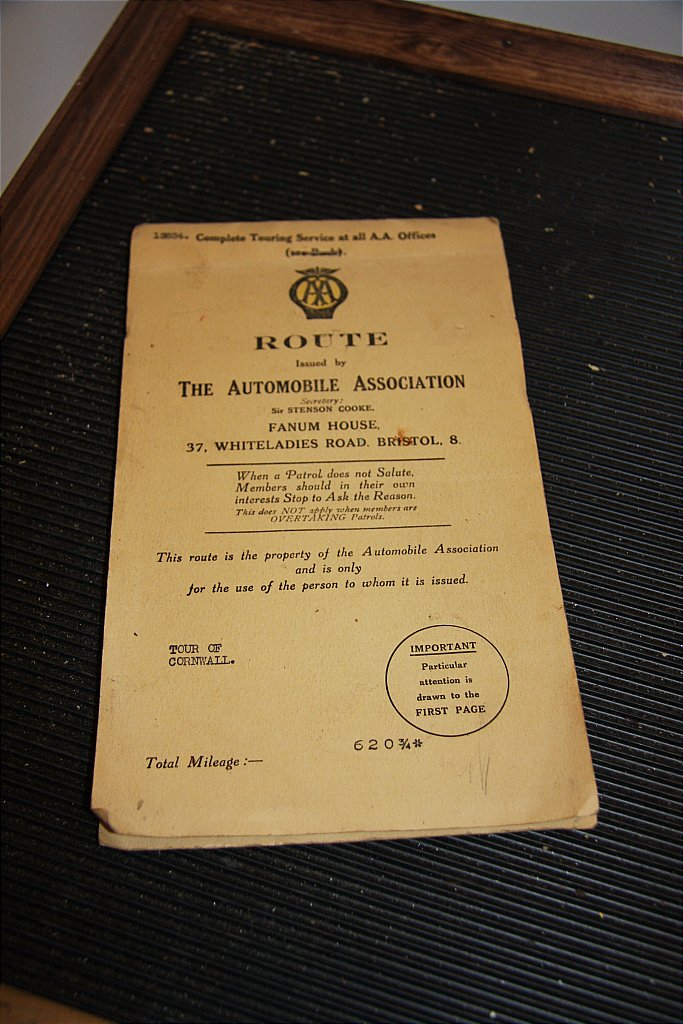 Complete Touring Service at all A.A. Offices
(see Back).
AA
ROUTE
Issued by
THE AUTOMOBILE ASSOCIATION
Secretary:
Sir STENSON COOKE.
FANUM HOUSE,
37, WHITELADIES ROAD. BRISTOL, 8.
When a Patrol does not Salute,
Members should in their own
interests Stop to Ask the Reason.
This does NOT apply when members are
OVERTAKING Patrols.
This route is the property of the Automobile Association
and is only
for the use of the person to whom it is issued.
TOUR OF
CORNWALL.
IMPORTANT
Particular
attention is
drawn to the
FIRST PAGE
620¾*
Total Mileage :—